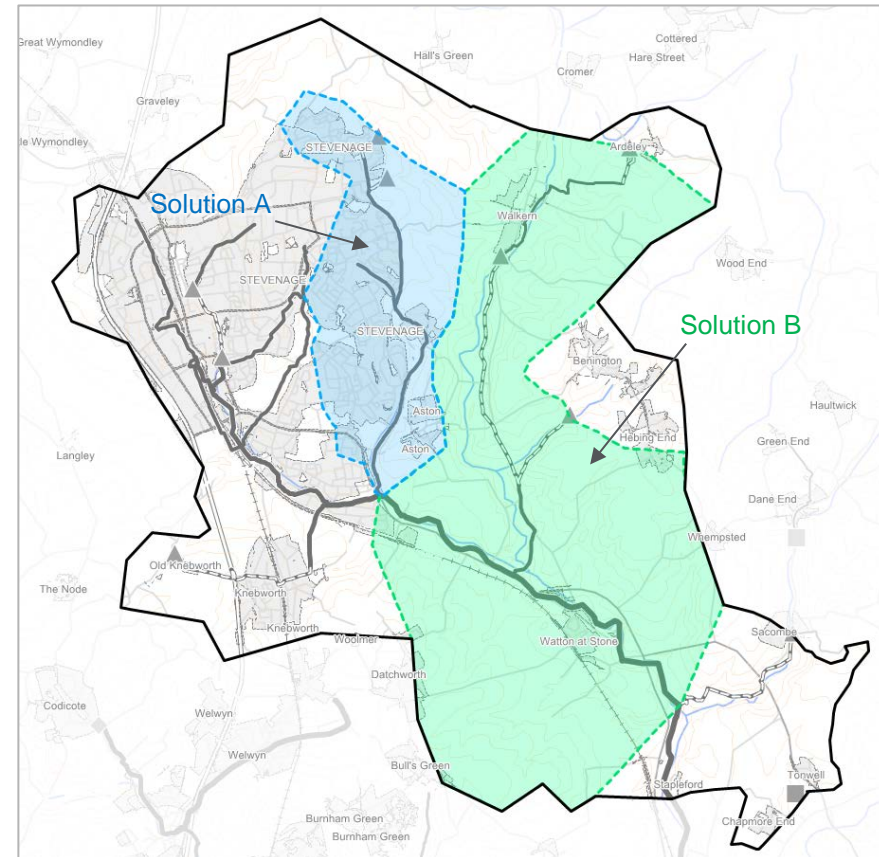 Great Wymondley
Cottered
Hare Street
Hall's Green
Cromer
Graveley
le Wymondley
STEVENAGE
Ardeley
Solution A
Walkern
Wood End
STEVENAGE
STEVENAGE
Solution B
Benington
Haultwick
Aston
Hebing End
Green End
Aston
Langley
Dane End
Whempsted
Old Knebworth
The Node
Knebworth
Knebworth
Sacombe
Woolmer
Watton at Stone
Datchworth
Codicote
Welwyn
Welwyn
Bull's Green
Stapleford
Tonwell
Burnham Green
Chapmore End
Burnham Green